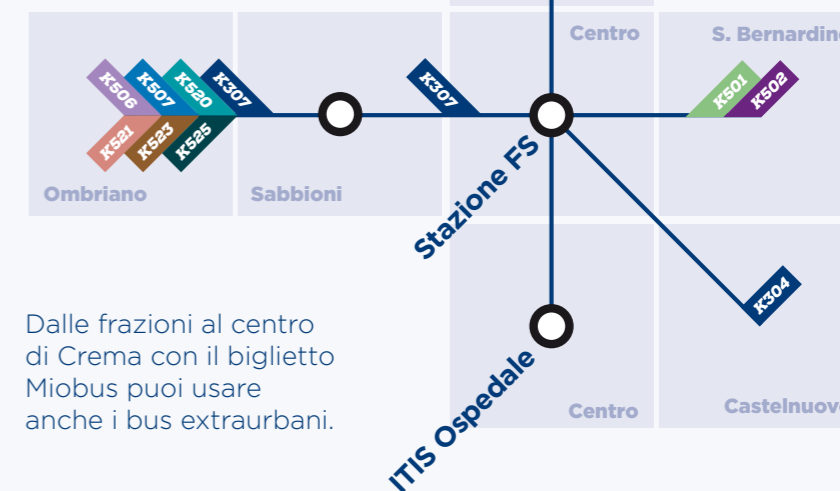 Centro
S. Bernardino
K506
K507
K520
K307
K307
K501
K502
K521
K523
K525
Ombriano
Sabbioni
Stazione FS
K304
Dalle frazioni al centro
di Crema con il biglietto
Miobus puoi usare
anche i bus extraurbani.
ITIS Ospedale
Centro
Castelnuovo